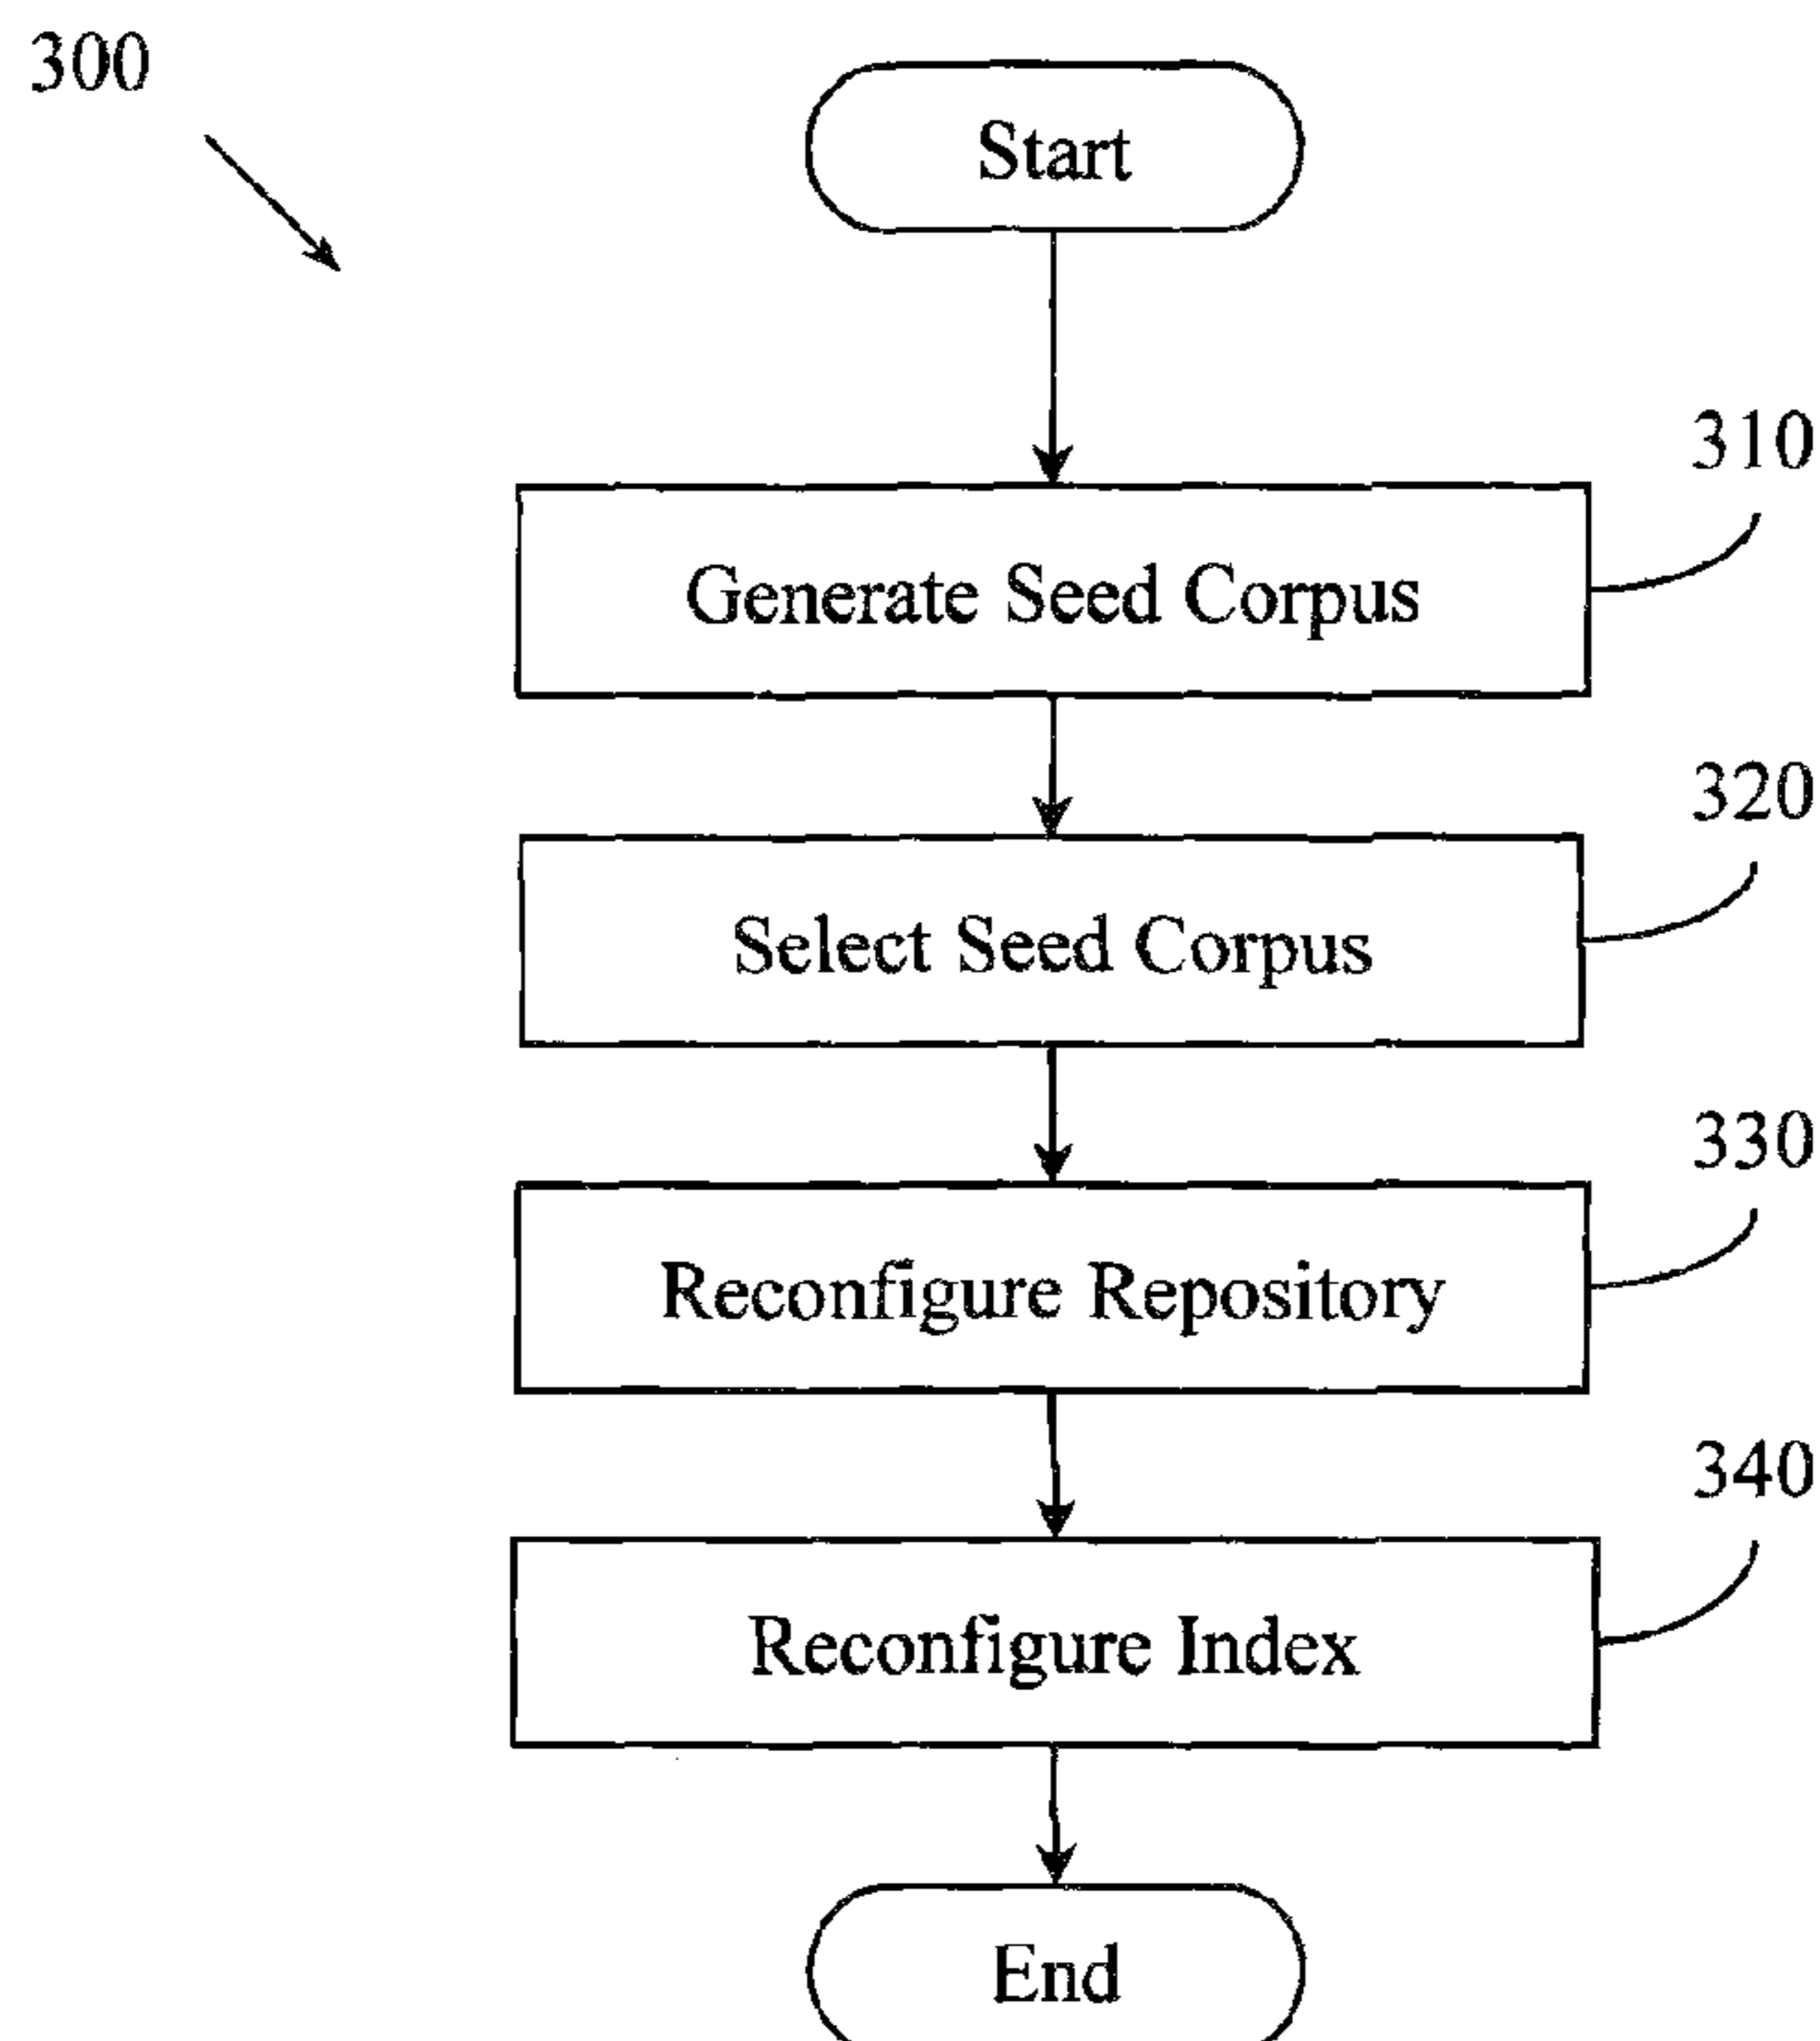 300
Start
310
Generate Seed Corpus
320
Select Seed Corpus
330
Reconfigure Repository
340
Reconfigure Index
End